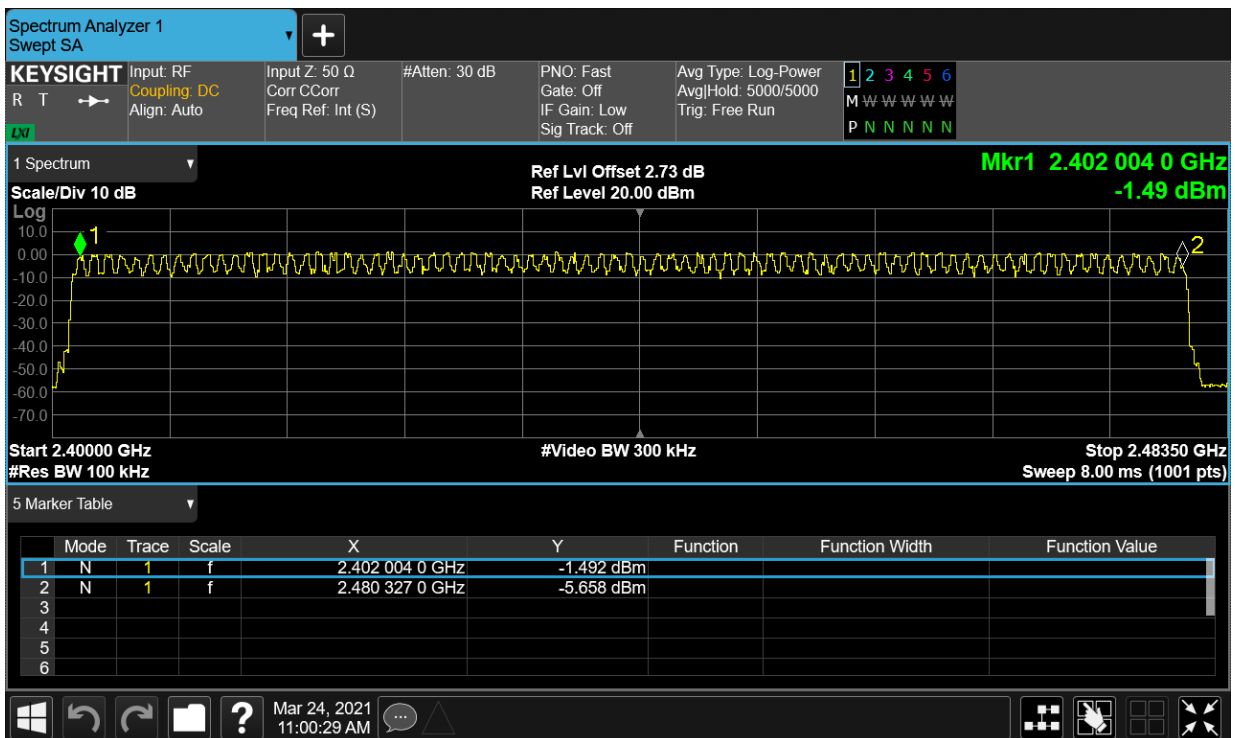 Spectrum Analyzer 1
Swept SA
KEYSIGHT
R T
LXI
Input: RF
Coupling: DC
Align: Auto
Input Z: 50 Ω
Corr CCorr
Freq Ref: Int (S)
#Atten: 30 dB
PNO: Fast
Gate: Off
IF Gain: Low
Sig Track: Off
Avg Type: Log-Power
Avg|Hold: 5000/5000
Trig: Free Run
1 2 3 4 5 6
M W W W W W
P N N N N N
1 Spectrum
Scale/Div 10 dB
Ref Lvl Offset 2.73 dB
Ref Level 20.00 dBm
Mkr1 2.402 004 0 GHz
-1.49 dBm
Log
10.0
0.00
-10.0
-20.0
-30.0
-40.0
-50.0
-60.0
-70.0
1
2
Start 2.40000 GHz
#Res BW 100 kHz
#Video BW 300 kHz
Stop 2.48350 GHz
Sweep 8.00 ms (1001 pts)
5 Marker Table
Mode Trace Scale X Y Function Function Width Function Value
1 N 1 f 2.402 004 0 GHz -1.492 dBm
2 N 1 f 2.480 327 0 GHz -5.658 dBm
3
4
5
6
?
Mar 24, 2021
11:00:29 AM